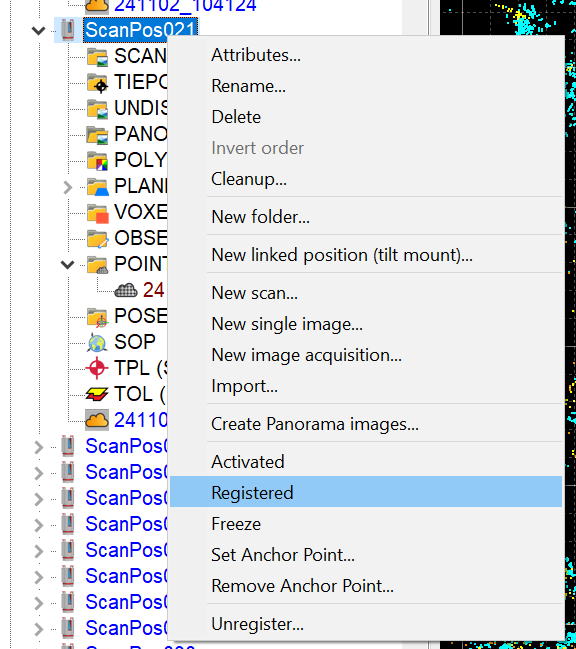 241102_104124
ScanPos021
SCAN
Attributes...
TIEPO
Rename...
UNDIS
Delete
PANO
Invert order
POLY
Cleanup...
PLANE
New folder...
VOXE
OBSE
New linked position (tilt mount)...
POINT
24
New scan...
POSE
New single image...
SOP
New image acquisition...
TPL (S
Import...
TOL (
24110
Create Panorama images...
ScanPos0
Activated
ScanPos0
Registered
ScanPos0
Freeze
ScanPos0
Set Anchor Point...
ScanPos0
Remove Anchor Point...
ScanPos0
ScanPos0
Unregister...
ScanPos0